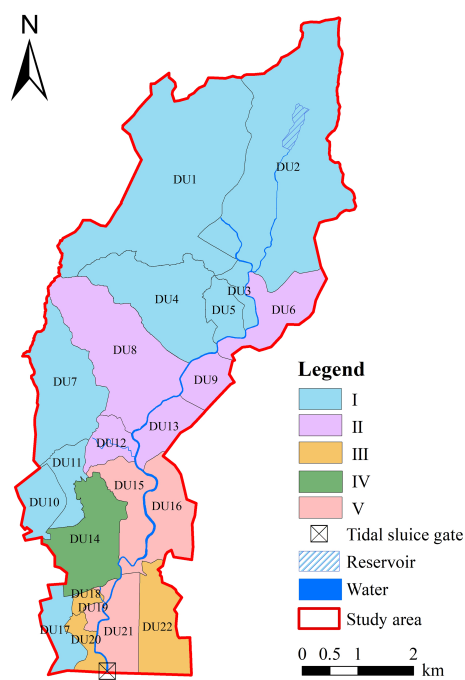 N
DU1
DU2
DU3
DU4
DU5
DU6
DU8
DU7
DU9
DU13
DU12
DU11
DU15
DU10
DU16
DU14
DU18
DU19
DU17
DU20
DU21
DU22
Legend
I
II
III
IV
V
Tidal sluice gate
Reservoir
Water
Study area
0 0.5 1 2
km